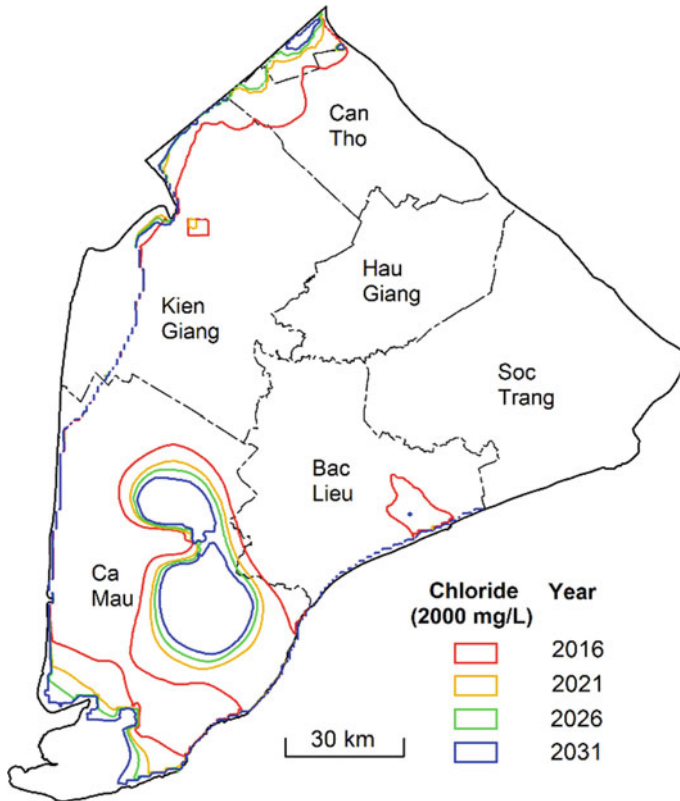 Can
Tho
Hau
Giang
Kien
Giang
Soc
Trang
Bac
Lieu
Ca
Mau
Chloride Year
(2000 mg/L)
2016
2021
2026
2031
30 km